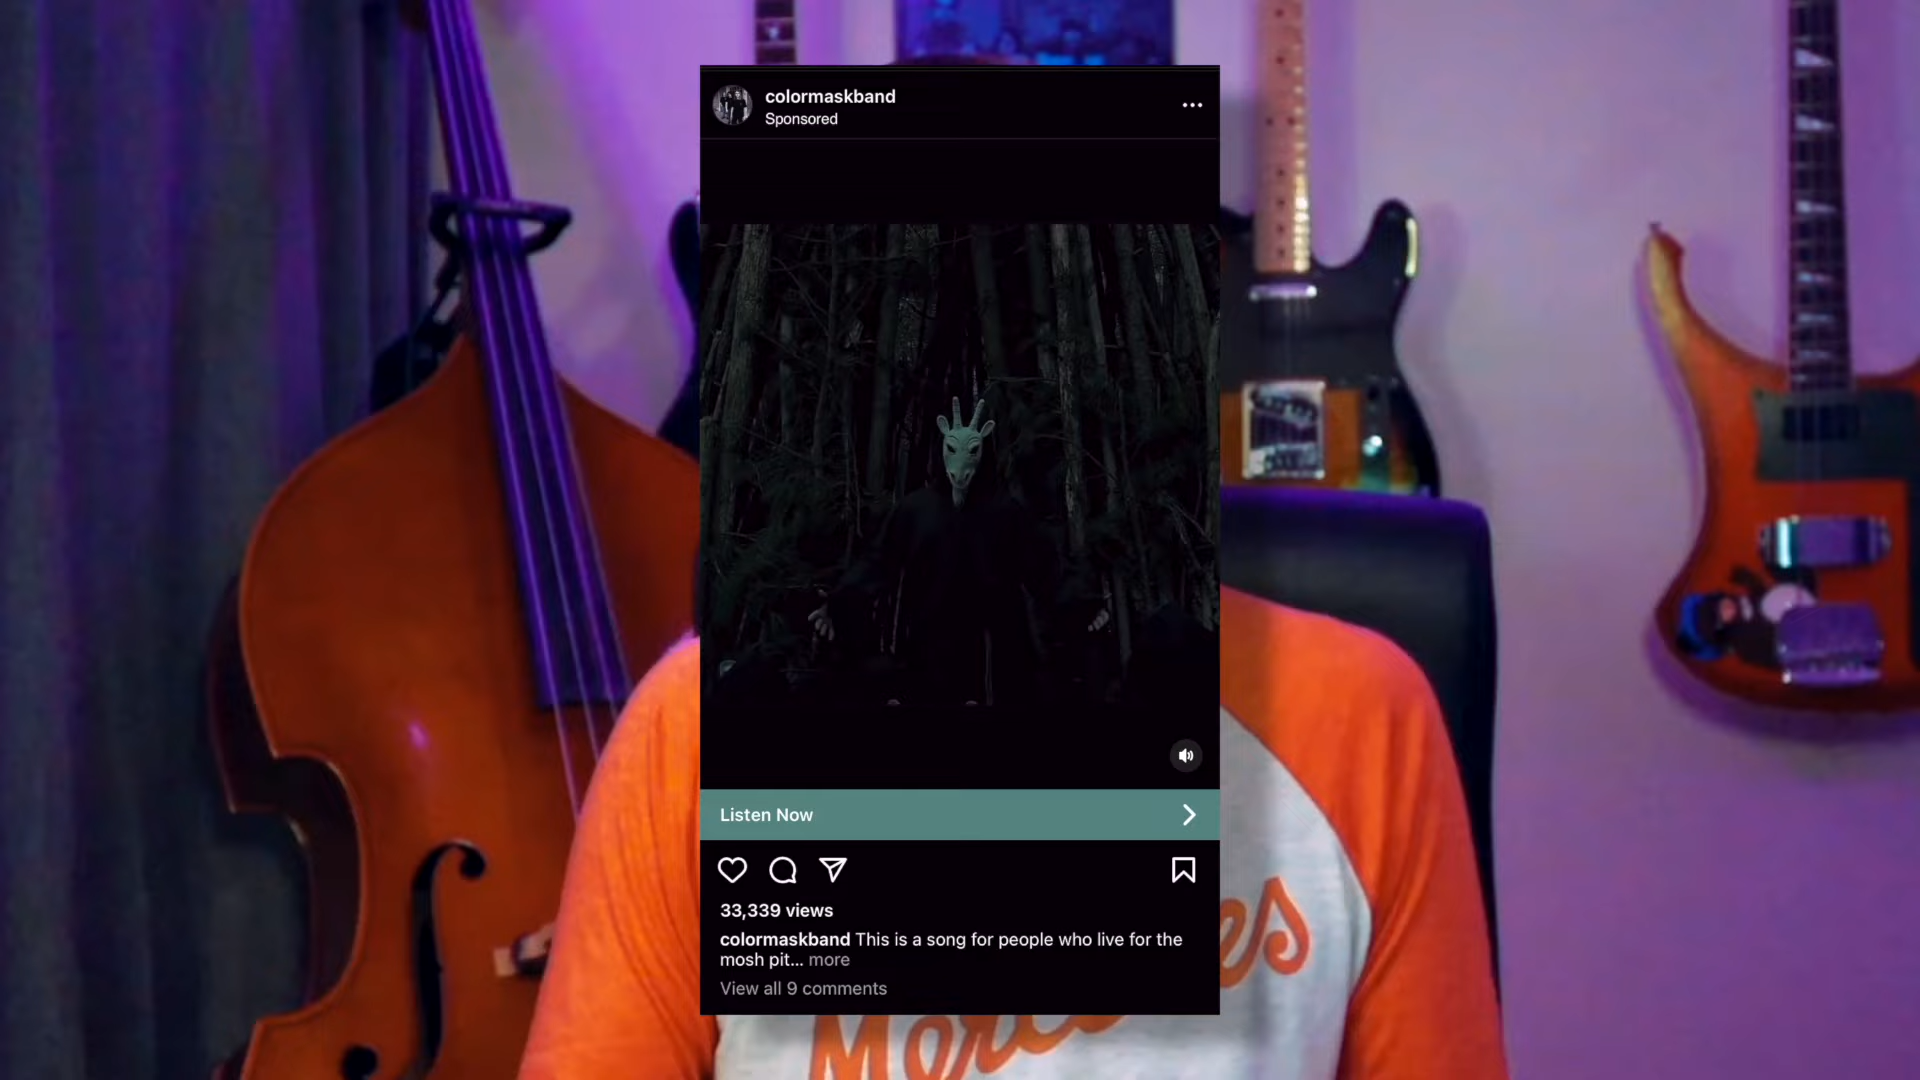 colormaskband
Sponsored
Listen Now
33,339 views
colormaskband This is a song for people who live for the
mosh pit... more
View all 9 comments